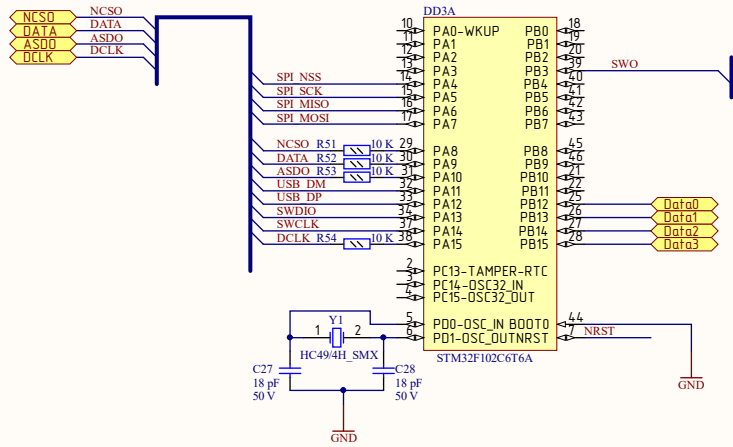 DD3A
NCSO NCSO
DATA DATA
ASDO ASDO
DCLK DCLK
10 PA0-WKUP PB0 18
11 PA1 PB1 19
12 PA2 PB2 20
13 PA3 PB3 39 SWO
SPI_NSS 14 PA4 PB4 40
SPI_SCK 15 PA5 PB5 41
SPI_MISO 16 PA6 PB6 42
SPI_MOSI 17 PA7 PB7 43
NCSO R51 10 K 29 PA8 PB8 45
DATA R52 10 K 30 PA9 PB9 46
ASDO R53 10 K 31 PA10 PB10 21
USB_DM 32 PA11 PB11 22
USB_DP 33 PA12 PB12 25 Data0
SWDIO 34 PA13 PB13 26 Data1
SWCLK 37 PA14 PB14 27 Data2
DCLK R54 10 K 38 PA15 PB15 28 Data3
2 PC13-TAMPER-RTC
3 PC14-OSC32_IN
4 PC15-OSC32_OUT
5 PD0-OSC_IN BOOT0 44
6 PD1-OSC_OUT NRST 7 NRST
Y1
1 2
HC49/4H_SMX
STM32F102C6T6A
C27 C28
18 pF 18 pF
50 V 50 V
GND
GND